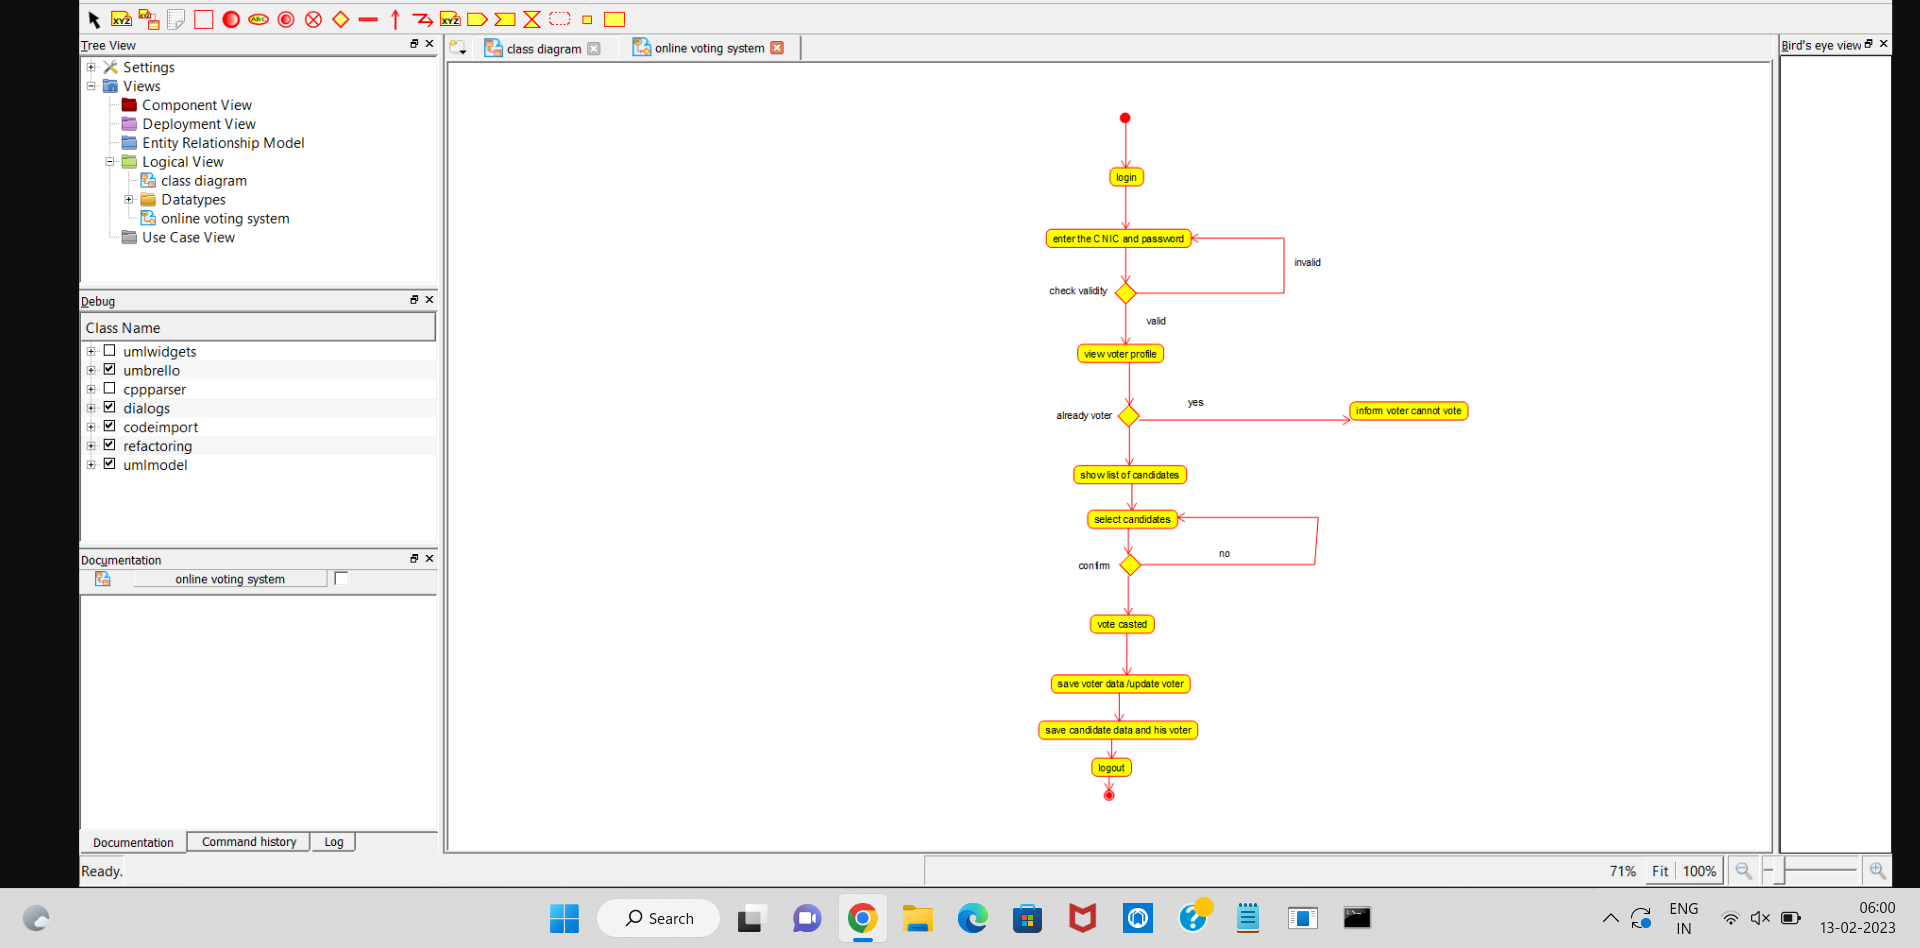 Tree View
Settings
Views
Component View
Deployment View
Entity Relationship Model
Logical View
class diagram
Datatypes
online voting system
Use Case View
Debug
Class Name
umlwidgets
umbrello
cppparser
dialogs
codeimport
refactoring
umlmodel
Documentation
online voting system
Documentation
Command history
Log
Ready.
class diagram
online voting system
login
enter the CNIC and password
invalid
check validity
valid
view voter profile
yes
already voter
inform voter cannot vote
show list of candidates
select candidates
no
confirm
vote casted
save voter data /update voter
save candidate data and his voter
logout
Bird's eye view
71%
Fit
100%
Search
ENG
IN
06:00
13-02-2023